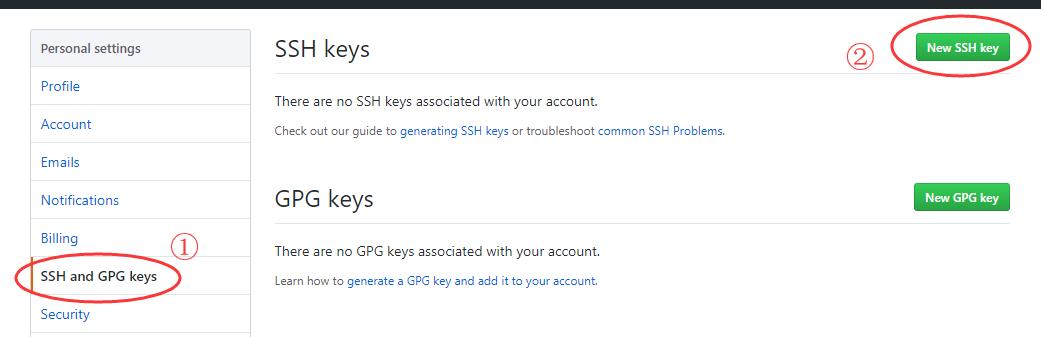 Personal settings
Profile
Account
Emails
Notifications
Billing
①
SSH and GPG keys
Security
SSH keys
②
New SSH key
There are no SSH keys associated with your account.
Check out our guide to generating SSH keys or troubleshoot common SSH Problems.
GPG keys
New GPG key
There are no GPG keys associated with your account.
Learn how to generate a GPG key and add it to your account.